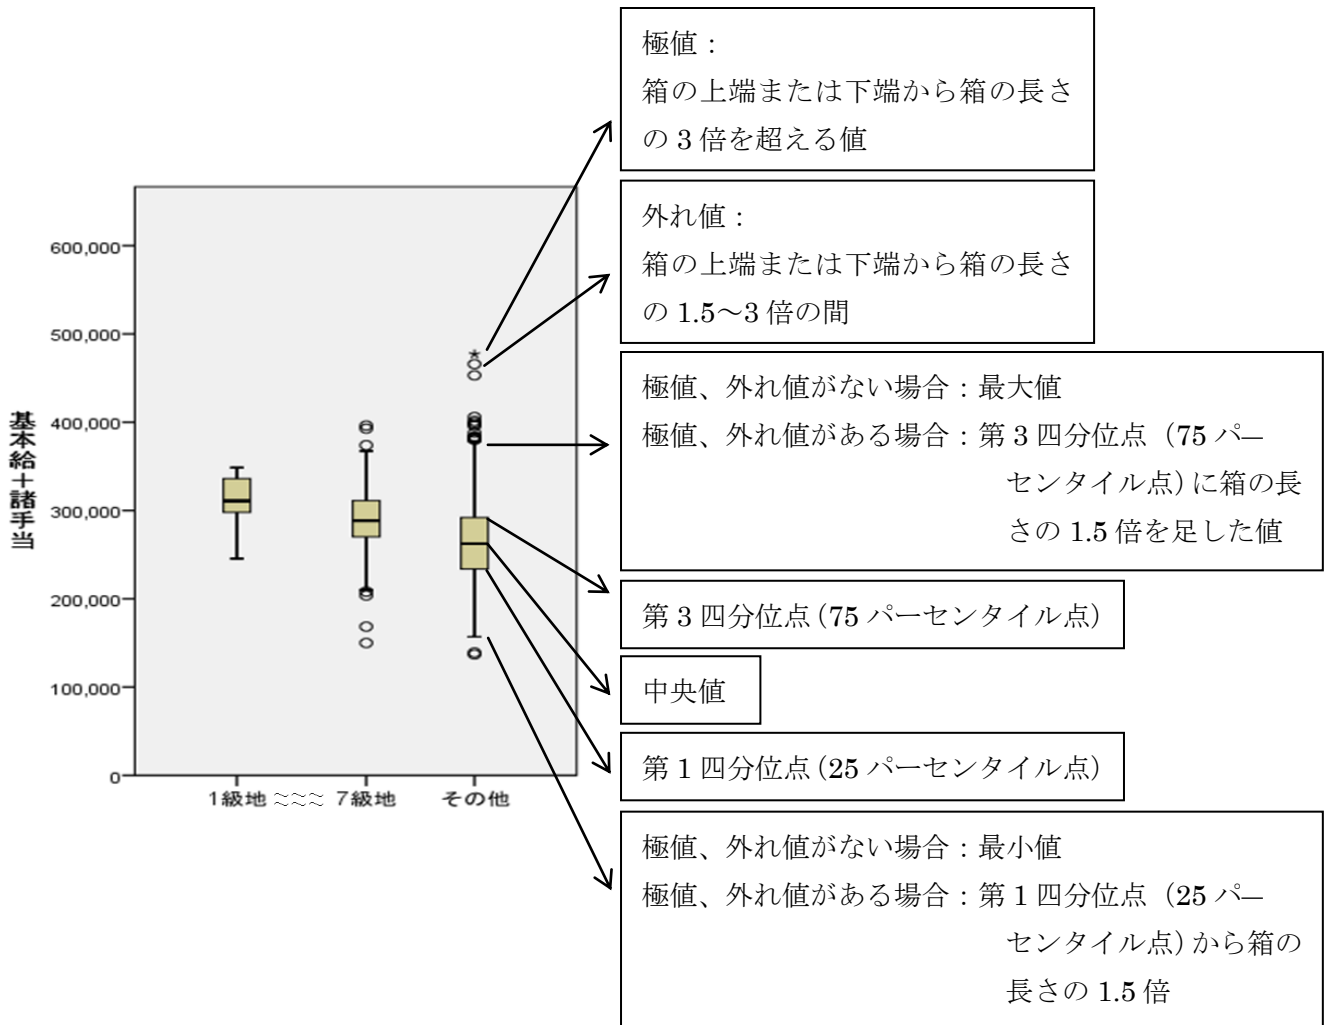 極値：
箱の上端または下端から箱の長さ
の 3 倍を超える値
外れ値：
箱の上端または下端から箱の長さ
の 1.5～3 倍の間
極値、外れ値がない場合：最大値
極値、外れ値がある場合：第 3 四分位点（75 パー
センタイル点）に箱の長
さの 1.5 倍を足した値
第 3 四分位点（75 パーセンタイル点）
中央値
第 1 四分位点（25 パーセンタイル点）
極値、外れ値がない場合：最小値
極値、外れ値がある場合：第 1 四分位点（25 パー
センタイル点）から箱の
長さの 1.5 倍
基本給＋諸手当
600,000
500,000
400,000
300,000
200,000
100,000
0
1級地 ≈≈≈ 7級地 その他